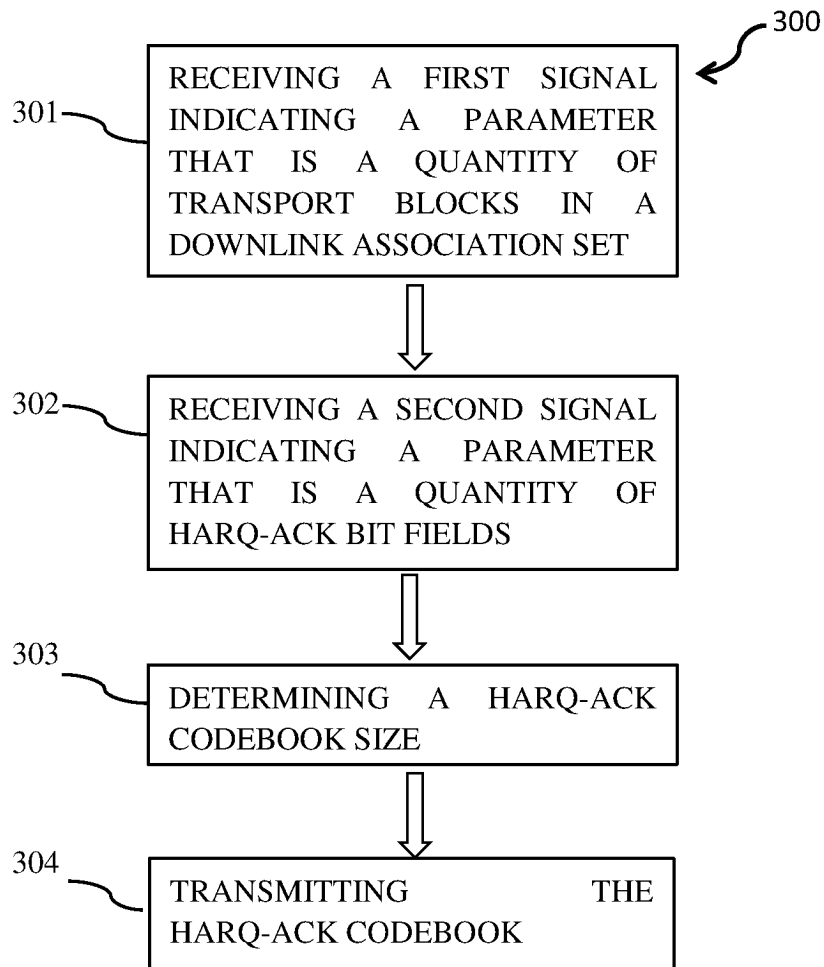 300
301
RECEIVING A FIRST SIGNAL
INDICATING A PARAMETER
THAT IS A QUANTITY OF
TRANSPORT BLOCKS IN A
DOWNLINK ASSOCIATION SET
302
RECEIVING A SECOND SIGNAL
INDICATING A PARAMETER
THAT IS A QUANTITY OF
HARQ-ACK BIT FIELDS
303
DETERMINING A HARQ-ACK
CODEBOOK SIZE
304
TRANSMITTING THE
HARQ-ACK CODEBOOK